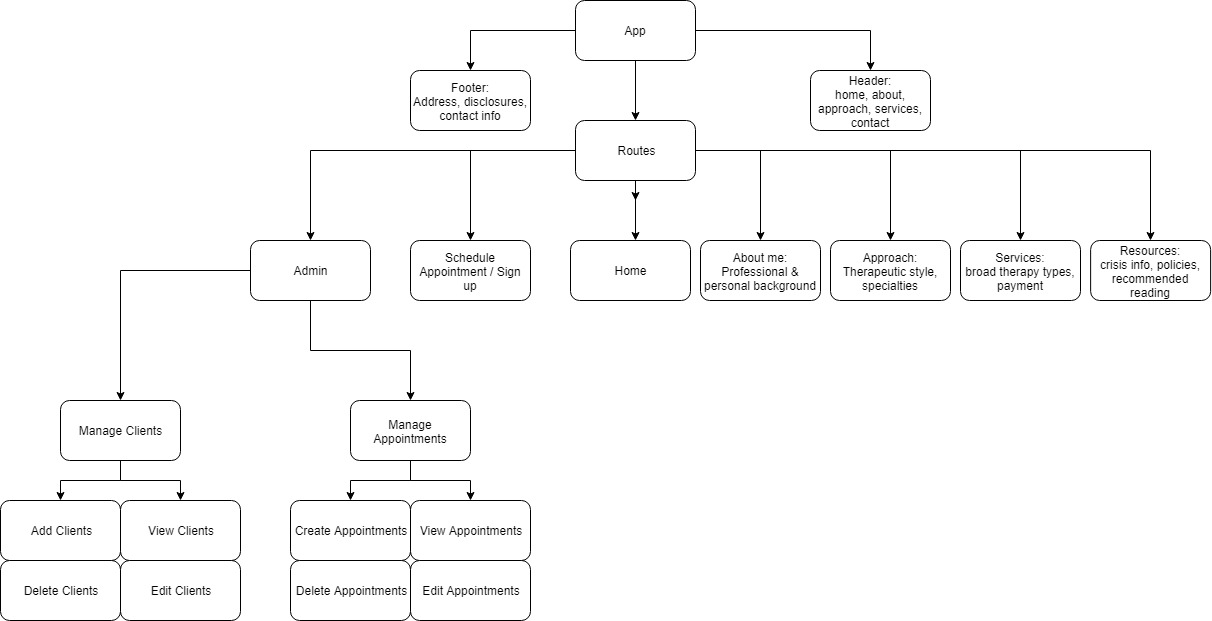 App
Footer:
Address, disclosures,
contact info
Header:
home, about,
approach, services,
contact
Routes
Admin
Schedule
Appointment / Sign
up
Home
About me:
Professional &
personal background
Approach:
Therapeutic style,
specialties
Services:
broad therapy types,
payment
Resources:
crisis info, policies,
recommended
reading
Manage Clients
Manage
Appointments
Add Clients
View Clients
Create Appointments
View Appointments
Delete Clients
Edit Clients
Delete Appointments
Edit Appointments